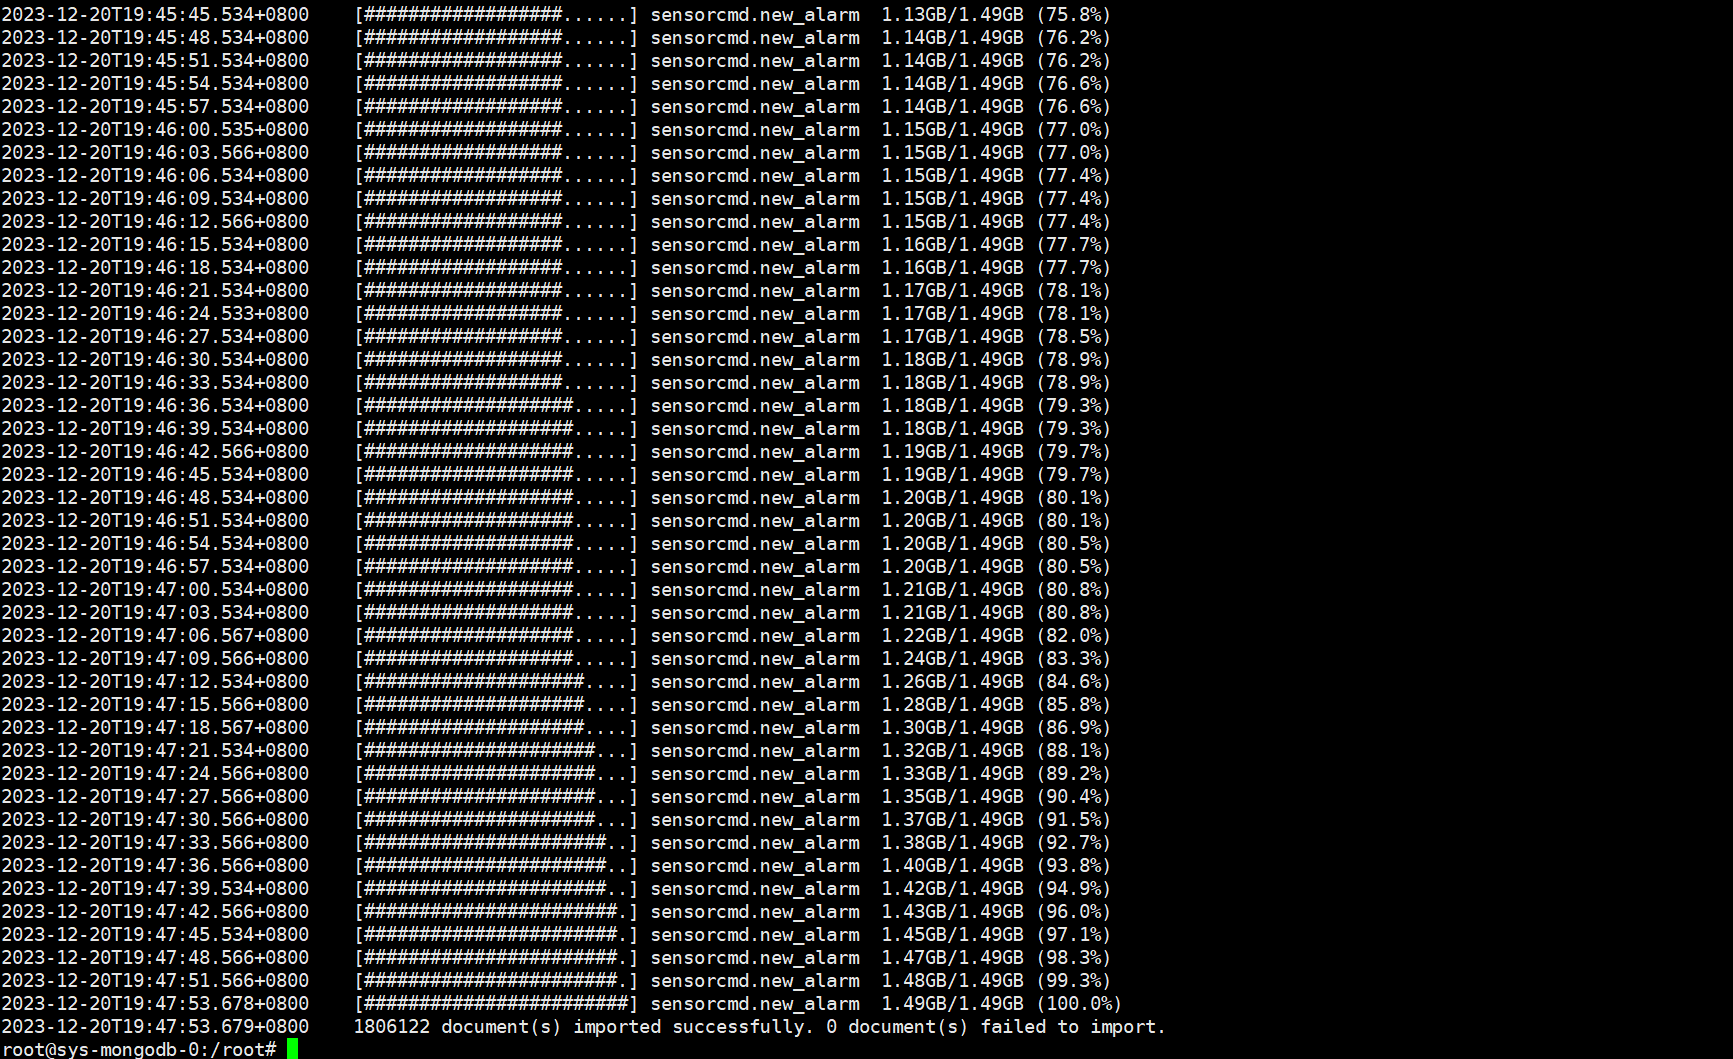 2023-12-20T19:45:45.534+0800    [##################......] sensorcmd.new_alarm  1.13GB/1.49GB (75.8%)
2023-12-20T19:45:48.534+0800    [##################......] sensorcmd.new_alarm  1.14GB/1.49GB (76.2%)
2023-12-20T19:45:51.534+0800    [##################......] sensorcmd.new_alarm  1.14GB/1.49GB (76.2%)
2023-12-20T19:45:54.534+0800    [##################......] sensorcmd.new_alarm  1.14GB/1.49GB (76.6%)
2023-12-20T19:45:57.534+0800    [##################......] sensorcmd.new_alarm  1.14GB/1.49GB (76.6%)
2023-12-20T19:46:00.535+0800    [##################......] sensorcmd.new_alarm  1.15GB/1.49GB (77.0%)
2023-12-20T19:46:03.566+0800    [##################......] sensorcmd.new_alarm  1.15GB/1.49GB (77.0%)
2023-12-20T19:46:06.534+0800    [##################......] sensorcmd.new_alarm  1.15GB/1.49GB (77.4%)
2023-12-20T19:46:09.534+0800    [##################......] sensorcmd.new_alarm  1.15GB/1.49GB (77.4%)
2023-12-20T19:46:12.566+0800    [##################......] sensorcmd.new_alarm  1.15GB/1.49GB (77.4%)
2023-12-20T19:46:15.534+0800    [##################......] sensorcmd.new_alarm  1.16GB/1.49GB (77.7%)
2023-12-20T19:46:18.534+0800    [##################......] sensorcmd.new_alarm  1.16GB/1.49GB (77.7%)
2023-12-20T19:46:21.534+0800    [##################......] sensorcmd.new_alarm  1.17GB/1.49GB (78.1%)
2023-12-20T19:46:24.533+0800    [##################......] sensorcmd.new_alarm  1.17GB/1.49GB (78.1%)
2023-12-20T19:46:27.534+0800    [##################......] sensorcmd.new_alarm  1.17GB/1.49GB (78.5%)
2023-12-20T19:46:30.534+0800    [##################......] sensorcmd.new_alarm  1.18GB/1.49GB (78.9%)
2023-12-20T19:46:33.534+0800    [##################......] sensorcmd.new_alarm  1.18GB/1.49GB (78.9%)
2023-12-20T19:46:36.534+0800    [###################.....] sensorcmd.new_alarm  1.18GB/1.49GB (79.3%)
2023-12-20T19:46:39.534+0800    [###################.....] sensorcmd.new_alarm  1.18GB/1.49GB (79.3%)
2023-12-20T19:46:42.566+0800    [###################.....] sensorcmd.new_alarm  1.19GB/1.49GB (79.7%)
2023-12-20T19:46:45.534+0800    [###################.....] sensorcmd.new_alarm  1.19GB/1.49GB (79.7%)
2023-12-20T19:46:48.534+0800    [###################.....] sensorcmd.new_alarm  1.20GB/1.49GB (80.1%)
2023-12-20T19:46:51.534+0800    [###################.....] sensorcmd.new_alarm  1.20GB/1.49GB (80.1%)
2023-12-20T19:46:54.534+0800    [###################.....] sensorcmd.new_alarm  1.20GB/1.49GB (80.5%)
2023-12-20T19:46:57.534+0800    [###################.....] sensorcmd.new_alarm  1.20GB/1.49GB (80.5%)
2023-12-20T19:47:00.534+0800    [###################.....] sensorcmd.new_alarm  1.21GB/1.49GB (80.8%)
2023-12-20T19:47:03.534+0800    [###################.....] sensorcmd.new_alarm  1.21GB/1.49GB (80.8%)
2023-12-20T19:47:06.567+0800    [###################.....] sensorcmd.new_alarm  1.22GB/1.49GB (82.0%)
2023-12-20T19:47:09.566+0800    [###################.....] sensorcmd.new_alarm  1.24GB/1.49GB (83.3%)
2023-12-20T19:47:12.534+0800    [####################....] sensorcmd.new_alarm  1.26GB/1.49GB (84.6%)
2023-12-20T19:47:15.566+0800    [####################....] sensorcmd.new_alarm  1.28GB/1.49GB (85.8%)
2023-12-20T19:47:18.567+0800    [####################....] sensorcmd.new_alarm  1.30GB/1.49GB (86.9%)
2023-12-20T19:47:21.534+0800    [#####################...] sensorcmd.new_alarm  1.32GB/1.49GB (88.1%)
2023-12-20T19:47:24.566+0800    [#####################...] sensorcmd.new_alarm  1.33GB/1.49GB (89.2%)
2023-12-20T19:47:27.566+0800    [#####################...] sensorcmd.new_alarm  1.35GB/1.49GB (90.4%)
2023-12-20T19:47:30.566+0800    [#####################...] sensorcmd.new_alarm  1.37GB/1.49GB (91.5%)
2023-12-20T19:47:33.566+0800    [######################..] sensorcmd.new_alarm  1.38GB/1.49GB (92.7%)
2023-12-20T19:47:36.566+0800    [######################..] sensorcmd.new_alarm  1.40GB/1.49GB (93.8%)
2023-12-20T19:47:39.534+0800    [######################..] sensorcmd.new_alarm  1.42GB/1.49GB (94.9%)
2023-12-20T19:47:42.566+0800    [#######################.] sensorcmd.new_alarm  1.43GB/1.49GB (96.0%)
2023-12-20T19:47:45.534+0800    [#######################.] sensorcmd.new_alarm  1.45GB/1.49GB (97.1%)
2023-12-20T19:47:48.566+0800    [#######################.] sensorcmd.new_alarm  1.47GB/1.49GB (98.3%)
2023-12-20T19:47:51.566+0800    [#######################.] sensorcmd.new_alarm  1.48GB/1.49GB (99.3%)
2023-12-20T19:47:53.678+0800    [########################] sensorcmd.new_alarm  1.49GB/1.49GB (100.0%)
2023-12-20T19:47:53.679+0800    1806122 document(s) imported successfully. 0 document(s) failed to import.
root@sys-mongodb-0:/root#